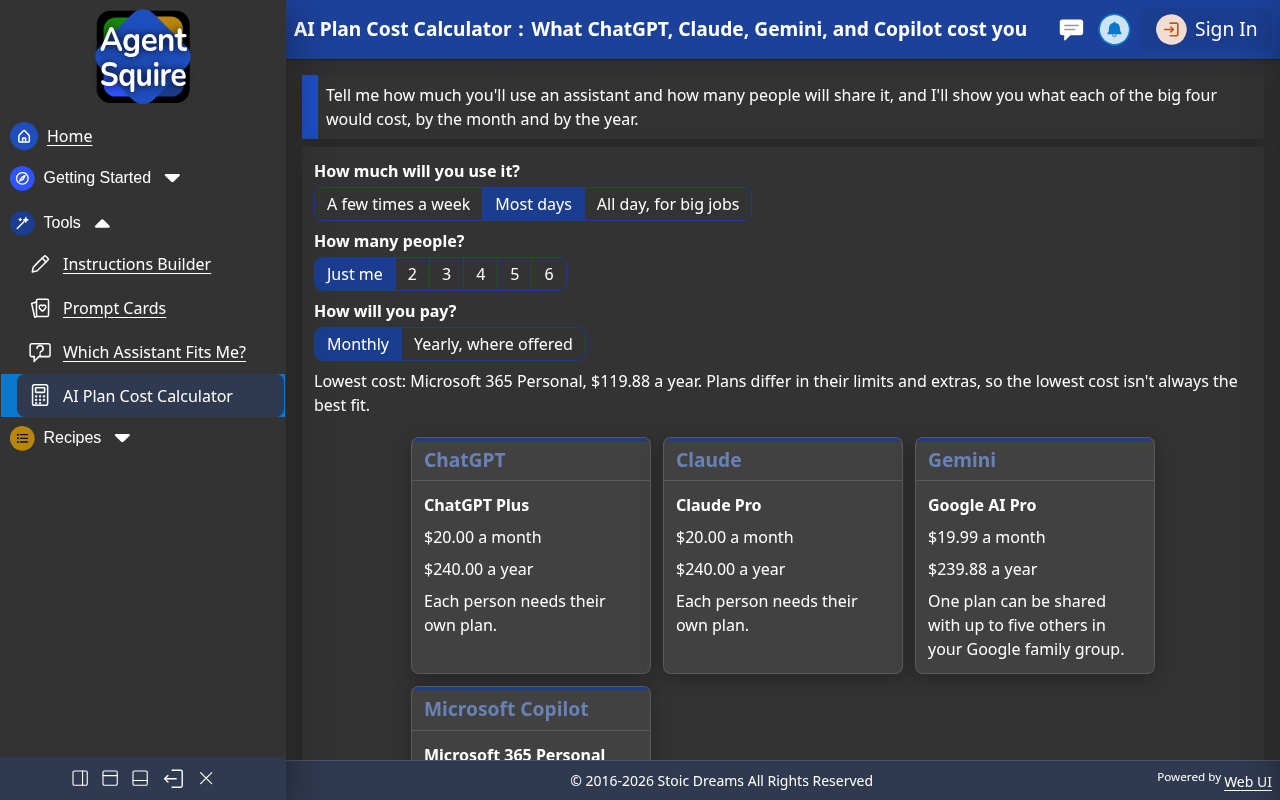 Agent
Squire
Home
Getting Started
Tools
Instructions Builder
Prompt Cards
Which Assistant Fits Me?
AI Plan Cost Calculator
Recipes
AI Plan Cost Calculator : What ChatGPT, Claude, Gemini, and Copilot cost you
Sign In
Tell me how much you'll use an assistant and how many people will share it, and I'll show you what each of the big four
would cost, by the month and by the year.
How much will you use it?
A few times a week Most days All day, for big jobs
How many people?
Just me 2 3 4 5 6
How will you pay?
Monthly Yearly, where offered
Lowest cost: Microsoft 365 Personal, $119.88 a year. Plans differ in their limits and extras, so the lowest cost isn't always the
best fit.
ChatGPT
ChatGPT Plus
$20.00 a month
$240.00 a year
Each person needs their
own plan.
Claude
Claude Pro
$20.00 a month
$240.00 a year
Each person needs their
own plan.
Gemini
Google AI Pro
$19.99 a month
$239.88 a year
One plan can be shared
with up to five others in
your Google family group.
Microsoft Copilot
Microsoft 365 Personal
© 2016-2026 Stoic Dreams All Rights Reserved
Powered by Web UI